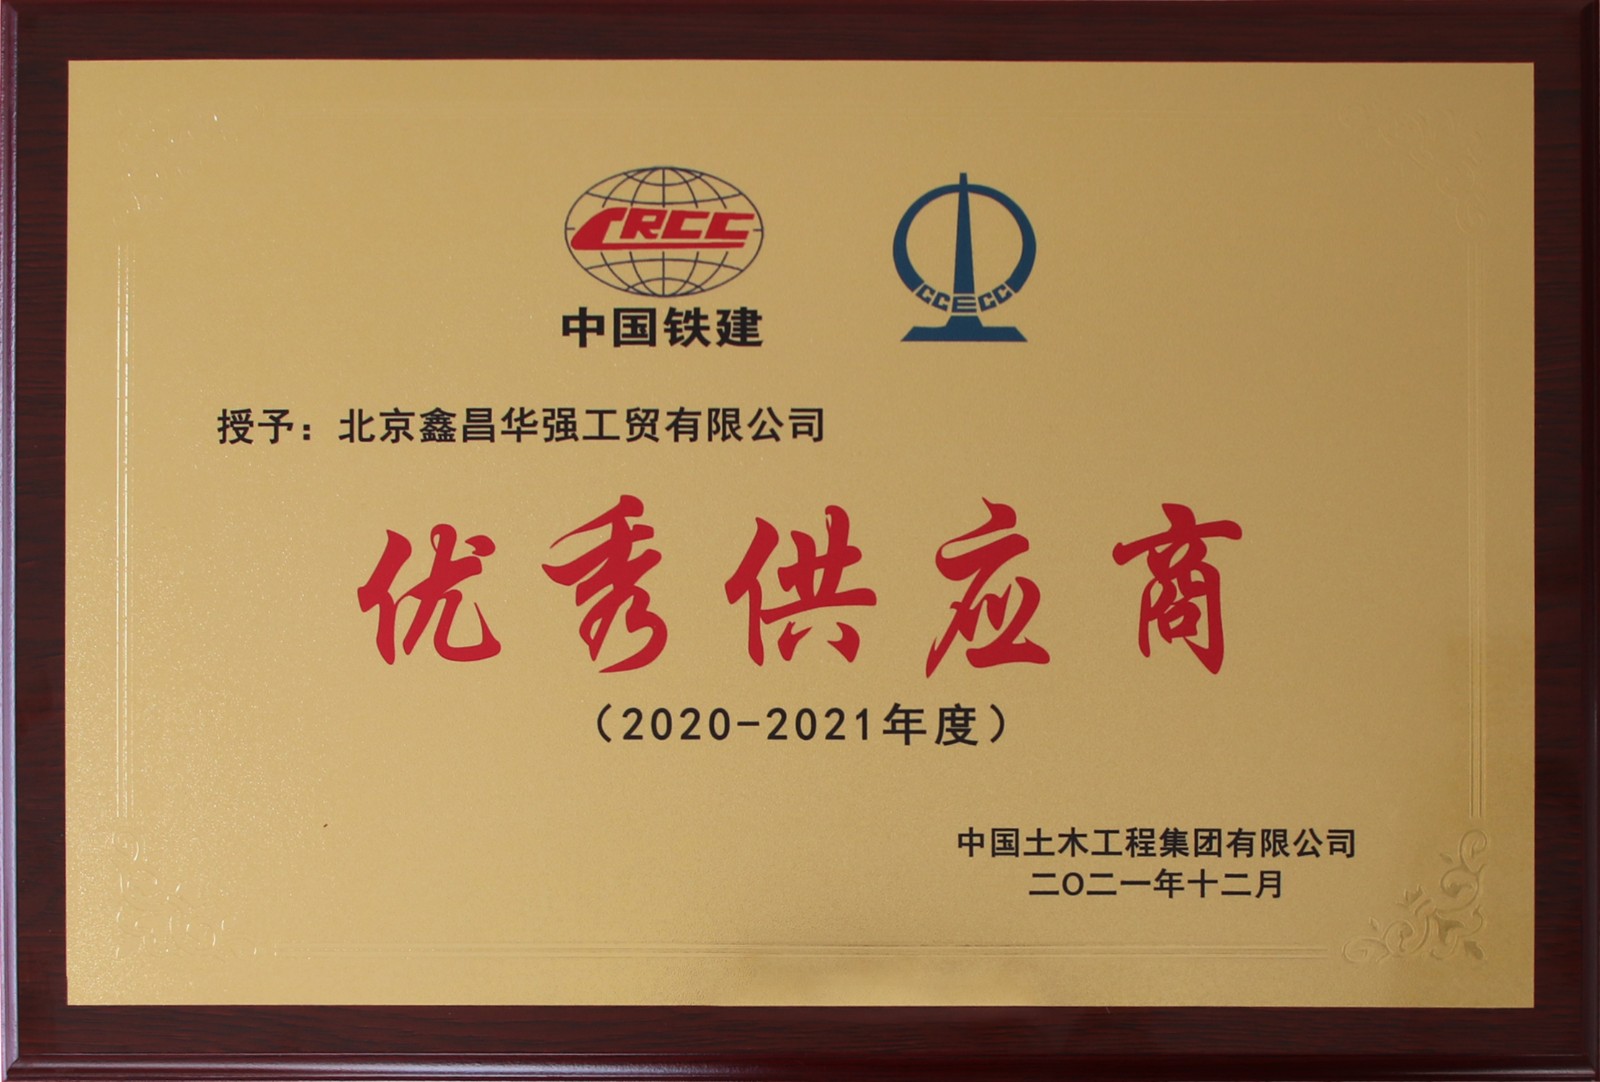 CRCC
中国铁建
CCECC
授予：北京鑫昌华强工贸有限公司
优秀供应商
（2020-2021年度）
中国土木工程集团有限公司
二〇二一年十二月